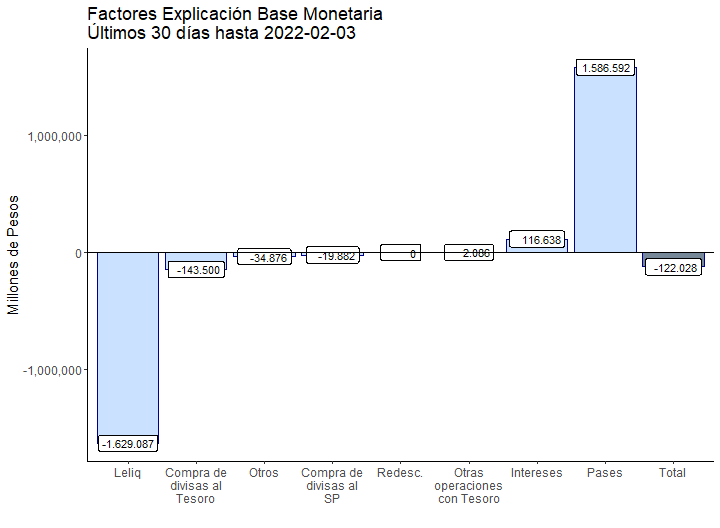 Factores Explicación Base Monetaria
Últimos 30 días hasta 2022-02-03
Millones de Pesos
1,000,000
0
-1,000,000
-1.629.087
-143.500
-34.876
-19.882
0
2.086
116.638
1.586.592
-122.028
Leliq
Compra de
divisas al
Tesoro
Otros
Compra de
divisas al
SP
Redesc.
Otras
operaciones
con Tesoro
Intereses
Pases
Total